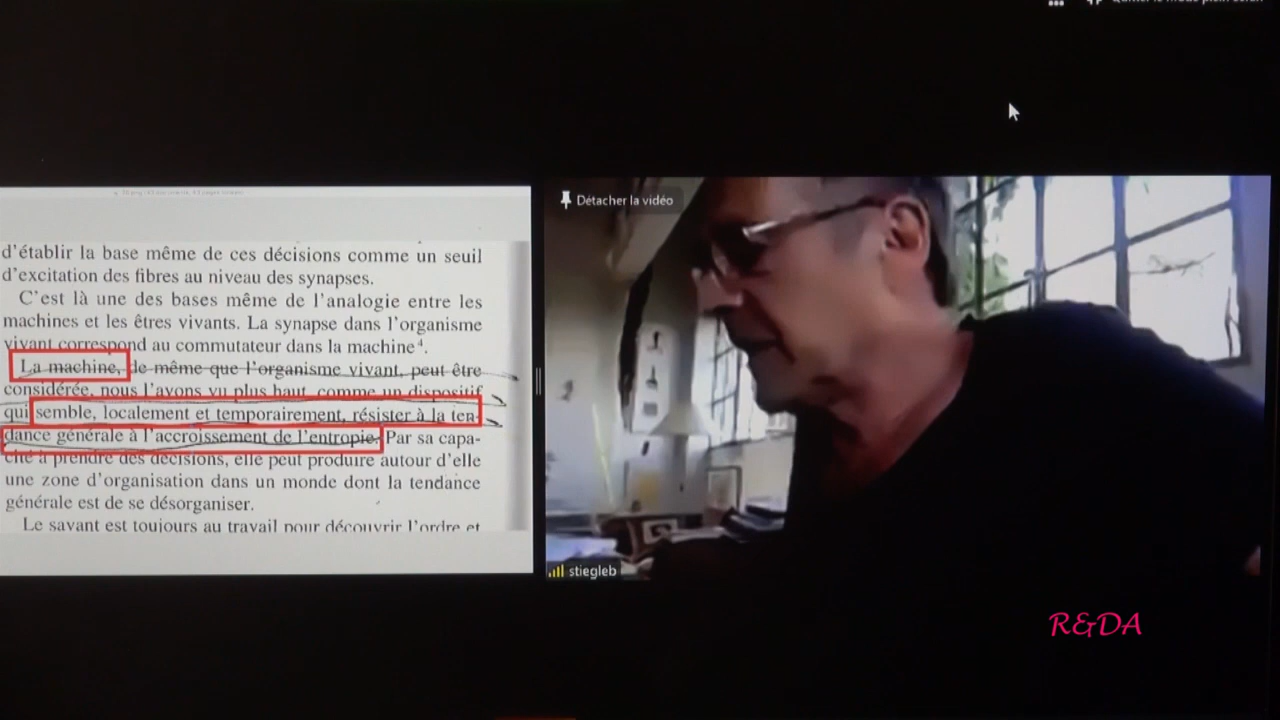 Quitter le mode plein écran
Détacher la vidéo
d'établir la base même de ces décisions comme un seuil
d'excitation des fibres au niveau des synapses.
C'est là une des bases même de l'analogie entre les
machines et les êtres vivants. La synapse dans l'organisme
vivant correspond au commutateur dans la machine⁴.
La machine, de même que l'organisme vivant, peut être
considérée, nous l'avons vu plus haut, comme un dispositif
qui semble, localement et temporairement, résister à la ten-
dance générale à l'accroissement de l'entropie. Par sa capa-
cité à prendre des décisions, elle peut produire autour d'elle
une zone d'organisation dans un monde dont la tendance
générale est de se désorganiser.
Le savant est toujours au travail pour découvrir l'ordre et
stiegleb
R&DA